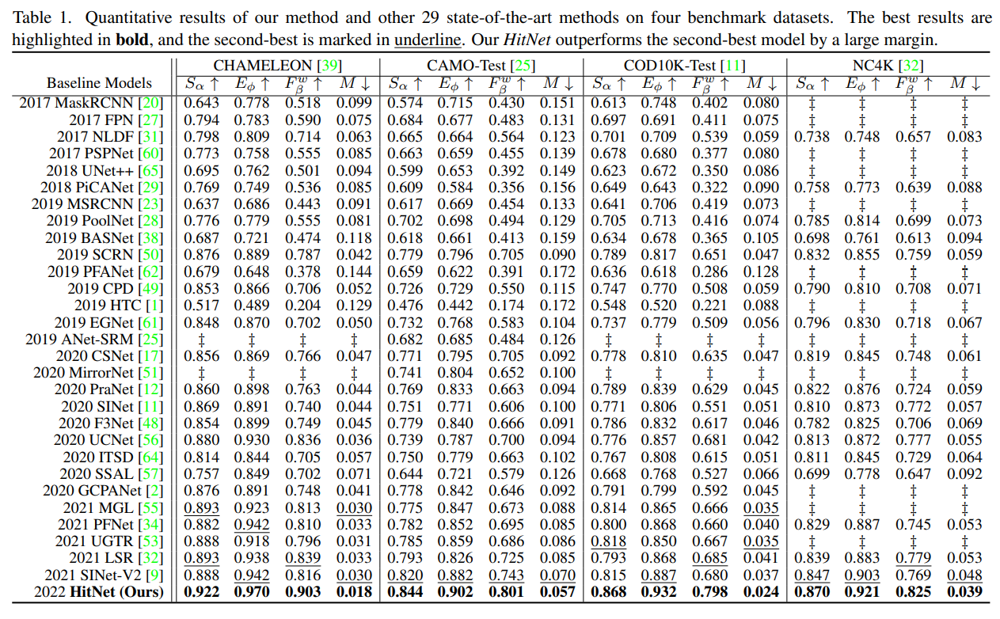 Table 1. Quantitative results of our method and other 29 state-of-the-art methods on four benchmark datasets. The best results are
highlighted in bold, and the second-best is marked in underline. Our HitNet outperforms the second-best model by a large margin.
Baseline Models CHAMELEON [39] CAMO-Test [25] COD10K-Test [11] NC4K [32]
Sα ↑ Eϕ ↑ Fβw ↑ M ↓ Sα ↑ Eϕ ↑ Fβw ↑ M ↓ Sα ↑ Eϕ ↑ Fβw ↑ M ↓ Sα ↑ Eϕ ↑ Fβw ↑ M ↓
2017 MaskRCNN [20] 0.643 0.778 0.518 0.099 0.574 0.715 0.430 0.151 0.613 0.748 0.402 0.080 ‡ ‡ ‡ ‡
2017 FPN [27] 0.794 0.783 0.590 0.075 0.684 0.677 0.483 0.131 0.697 0.691 0.411 0.075 ‡ ‡ ‡ ‡
2017 NLDF [31] 0.798 0.809 0.714 0.063 0.665 0.664 0.564 0.123 0.701 0.709 0.539 0.059 0.738 0.748 0.657 0.083
2017 PSPNet [60] 0.773 0.758 0.555 0.085 0.663 0.659 0.455 0.139 0.678 0.680 0.377 0.080 ‡ ‡ ‡ ‡
2018 UNet++ [65] 0.695 0.762 0.501 0.094 0.599 0.653 0.392 0.149 0.623 0.672 0.350 0.086 ‡ ‡ ‡ ‡
2018 PiCANet [29] 0.769 0.749 0.536 0.085 0.609 0.584 0.356 0.156 0.649 0.643 0.322 0.090 0.758 0.773 0.639 0.088
2019 MSRCNN [23] 0.637 0.686 0.443 0.091 0.617 0.669 0.454 0.133 0.641 0.706 0.419 0.073 ‡ ‡ ‡ ‡
2019 PoolNet [28] 0.776 0.779 0.555 0.081 0.702 0.698 0.494 0.129 0.705 0.713 0.416 0.074 0.785 0.814 0.699 0.073
2019 BASNet [38] 0.687 0.721 0.474 0.118 0.618 0.661 0.413 0.159 0.634 0.678 0.365 0.105 0.698 0.761 0.613 0.094
2019 SCRN [50] 0.876 0.889 0.787 0.042 0.779 0.796 0.705 0.090 0.789 0.817 0.651 0.047 0.832 0.855 0.759 0.059
2019 PFANet [62] 0.679 0.648 0.378 0.144 0.659 0.622 0.391 0.172 0.636 0.618 0.286 0.128 ‡ ‡ ‡ ‡
2019 CPD [49] 0.853 0.866 0.706 0.052 0.726 0.729 0.550 0.115 0.747 0.770 0.508 0.059 0.790 0.810 0.708 0.071
2019 HTC [1] 0.517 0.489 0.204 0.129 0.476 0.442 0.174 0.172 0.548 0.520 0.221 0.088 ‡ ‡ ‡ ‡
2019 EGNet [61] 0.848 0.870 0.702 0.050 0.732 0.768 0.583 0.104 0.737 0.779 0.509 0.056 0.796 0.830 0.718 0.067
2019 ANet-SRM [25] ‡ ‡ ‡ ‡ 0.682 0.685 0.484 0.126 ‡ ‡ ‡ ‡ ‡ ‡ ‡ ‡
2020 CSNet [17] 0.856 0.869 0.766 0.047 0.771 0.795 0.705 0.092 0.778 0.810 0.635 0.047 0.819 0.845 0.748 0.061
2020 MirrorNet [51] ‡ ‡ ‡ ‡ 0.741 0.804 0.652 0.100 ‡ ‡ ‡ ‡ ‡ ‡ ‡ ‡
2020 PraNet [12] 0.860 0.898 0.763 0.044 0.769 0.833 0.663 0.094 0.789 0.839 0.629 0.045 0.822 0.876 0.724 0.059
2020 SINet [11] 0.869 0.891 0.740 0.044 0.751 0.771 0.606 0.100 0.771 0.806 0.551 0.051 0.810 0.873 0.772 0.057
2020 F3Net [48] 0.854 0.899 0.749 0.045 0.779 0.840 0.666 0.091 0.786 0.832 0.617 0.046 0.782 0.825 0.706 0.069
2020 UCNet [56] 0.880 0.930 0.836 0.036 0.739 0.787 0.700 0.094 0.776 0.857 0.681 0.042 0.813 0.872 0.777 0.055
2020 ITSD [64] 0.814 0.844 0.705 0.057 0.750 0.779 0.663 0.102 0.767 0.808 0.615 0.051 0.811 0.845 0.729 0.064
2020 SSAL [57] 0.757 0.849 0.702 0.071 0.644 0.721 0.579 0.126 0.668 0.768 0.527 0.066 0.699 0.778 0.647 0.092
2020 GCPANet [2] 0.876 0.891 0.748 0.041 0.778 0.842 0.646 0.092 0.791 0.799 0.592 0.045 ‡ ‡ ‡ ‡
2021 MGL [55] 0.893 0.923 0.813 0.030 0.775 0.847 0.673 0.088 0.814 0.865 0.666 0.035 ‡ ‡ ‡ ‡
2021 PFNet [34] 0.882 0.942 0.810 0.033 0.782 0.852 0.695 0.085 0.800 0.868 0.660 0.040 0.829 0.887 0.745 0.053
2021 UGTR [53] 0.888 0.918 0.796 0.031 0.785 0.859 0.686 0.086 0.818 0.850 0.667 0.035 ‡ ‡ ‡ ‡
2021 LSR [32] 0.893 0.938 0.839 0.033 0.793 0.826 0.725 0.085 0.793 0.868 0.685 0.041 0.839 0.883 0.779 0.053
2021 SINet-V2 [9] 0.888 0.942 0.816 0.030 0.820 0.882 0.743 0.070 0.815 0.887 0.680 0.037 0.847 0.903 0.769 0.048
2022 HitNet (Ours) 0.922 0.970 0.903 0.018 0.844 0.902 0.801 0.057 0.868 0.932 0.798 0.024 0.870 0.921 0.825 0.039